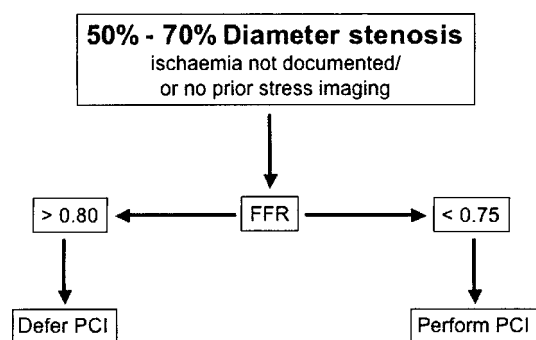 50% - 70% Diameter stenosis
ischaemia not documented/
or no prior stress imaging
> 0.80
FFR
< 0.75
Defer PCI
Perform PCI